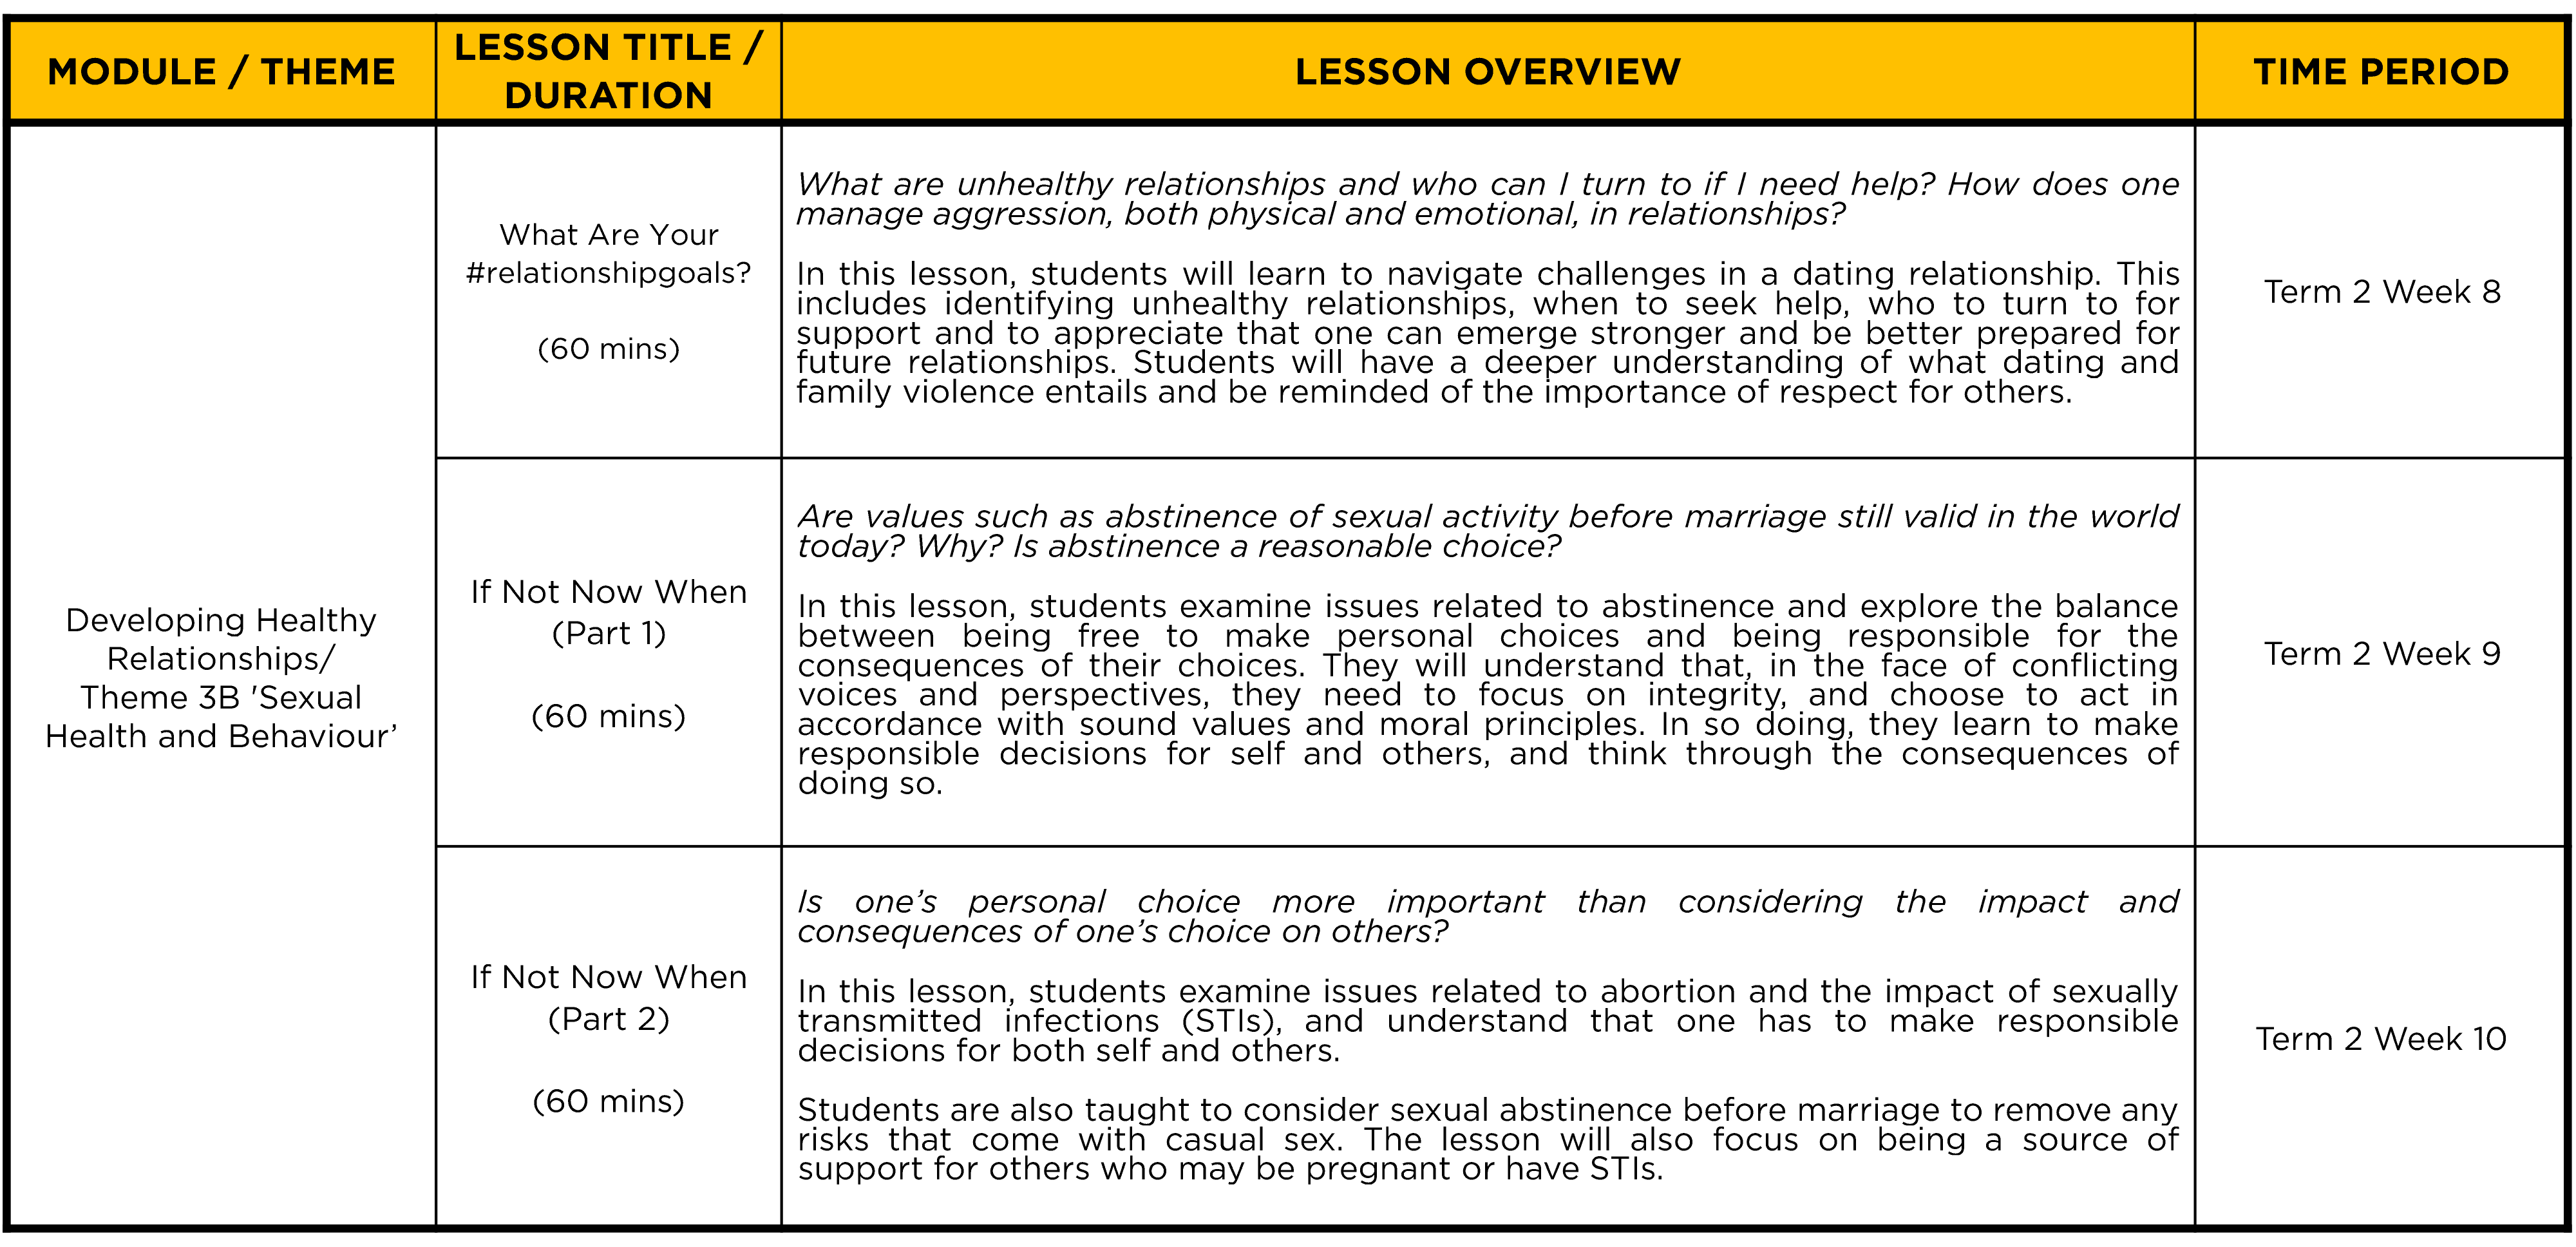 MODULE / THEME
LESSON TITLE /
DURATION
LESSON OVERVIEW
TIME PERIOD
Developing Healthy
Relationships/
Theme 3B 'Sexual
Health and Behaviour’
What Are Your
#relationshipgoals?
(60 mins)
What are unhealthy relationships and who can I turn to if I need help? How does one
manage aggression, both physical and emotional, in relationships?
In this lesson, students will learn to navigate challenges in a dating relationship. This
includes identifying unhealthy relationships, when to seek help, who to turn to for
support and to appreciate that one can emerge stronger and be better prepared for
future relationships. Students will have a deeper understanding of what dating and
family violence entails and be reminded of the importance of respect for others.
Term 2 Week 8
If Not Now When
(Part 1)
(60 mins)
Are values such as abstinence of sexual activity before marriage still valid in the world
today? Why? Is abstinence a reasonable choice?
In this lesson, students examine issues related to abstinence and explore the balance
between being free to make personal choices and being responsible for the
consequences of their choices. They will understand that, in the face of conflicting
voices and perspectives, they need to focus on integrity, and choose to act in
accordance with sound values and moral principles. In so doing, they learn to make
responsible decisions for self and others, and think through the consequences of
doing so.
Term 2 Week 9
If Not Now When
(Part 2)
(60 mins)
Is one’s personal choice more important than considering the impact and
consequences of one’s choice on others?
In this lesson, students examine issues related to abortion and the impact of sexually
transmitted infections (STIs), and understand that one has to make responsible
decisions for both self and others.
Students are also taught to consider sexual abstinence before marriage to remove any
risks that come with casual sex. The lesson will also focus on being a source of
support for others who may be pregnant or have STIs.
Term 2 Week 10